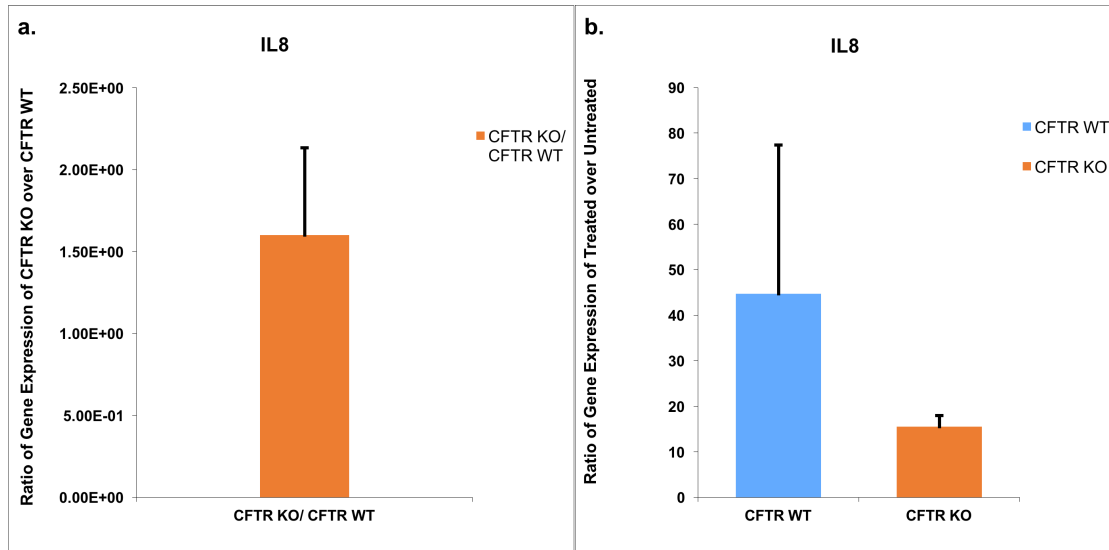 a.
IL8
Ratio of Gene Expression of CFTR KO over CFTR WT
2.50E+00
2.00E+00
1.50E+00
1.00E+00
5.00E-01
0.00E+00
CFTR KO/ CFTR WT
CFTR KO/
CFTR WT
b.
IL8
Ratio of Gene Expression of Treated over Untreated
90
80
70
60
50
40
30
20
10
0
CFTR WT
CFTR KO
CFTR WT
CFTR KO